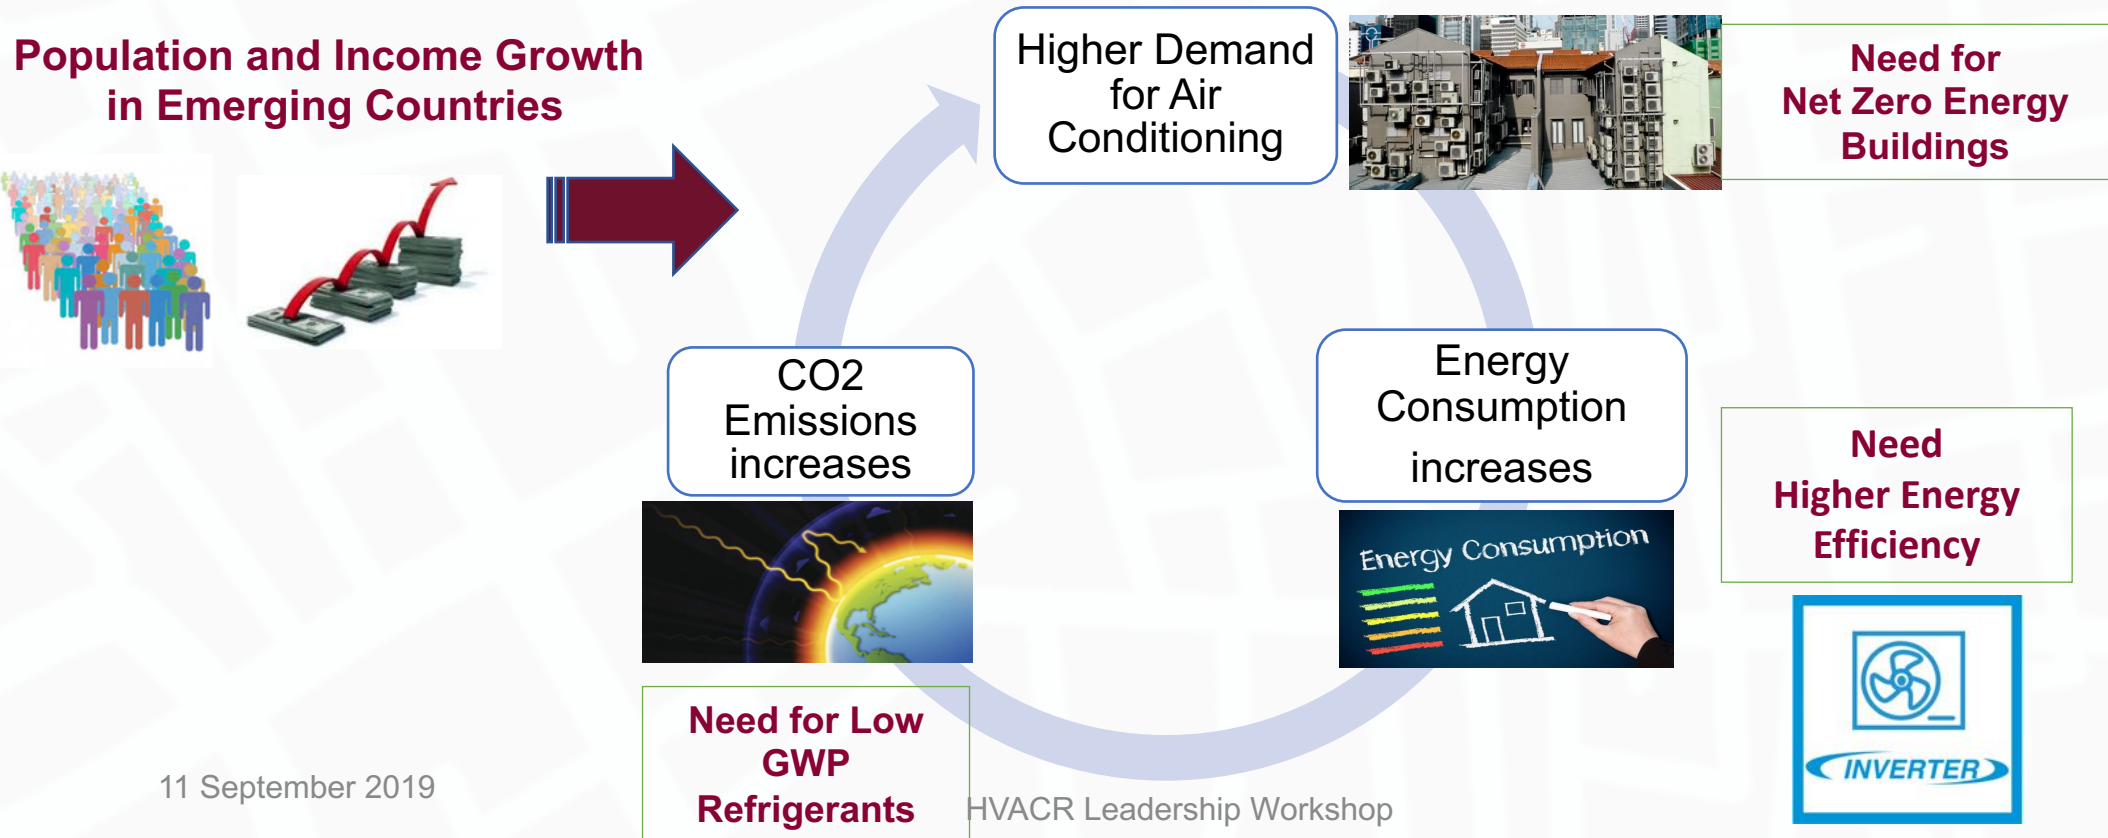 Population and Income Growth
in Emerging Countries
Higher Demand
for Air
Conditioning
Need for
Net Zero Energy
Buildings
Energy
Consumption
increases
Energy Consumption
Need
Higher Energy
Efficiency
INVERTER
CO2
Emissions
increases
Need for Low
GWP
Refrigerants
11 September 2019
HVACR Leadership Workshop